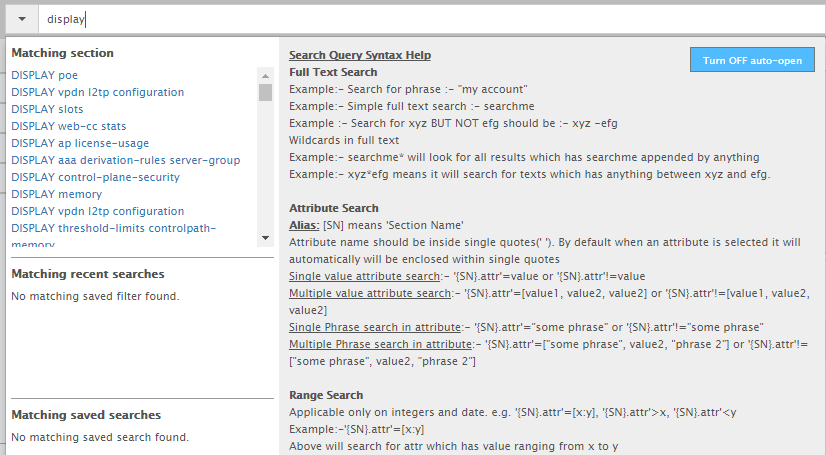 display
Matching section
DISPLAY poe
DISPLAY vpdn l2tp configuration
DISPLAY slots
DISPLAY web-cc stats
DISPLAY ap license-usage
DISPLAY aaa derivation-rules server-group
DISPLAY control-plane-security
DISPLAY memory
DISPLAY vpdn l2tp configuration
DISPLAY threshold-limits controlpath-
memory
Matching recent searches
No matching saved filter found.
Matching saved searches
No matching saved search found.
Search Query Syntax Help
Turn OFF auto-open
Full Text Search
Example:- Search for phrase :- "my account"
Example:- Simple full text search :- searchme
Example :- Search for xyz BUT NOT efg should be :- xyz -efg
Wildcards in full text
Example:- searchme* will look for all results which has searchme appended by anything
Example:- xyz*efg means it will search for texts which has anything between xyz and efg.
Attribute Search
Alias: [SN] means 'Section Name'
Attribute name should be inside single quotes(' '). By default when an attribute is selected it will
automatically will be enclosed within single quotes
Single value attribute search:- '{SN}.attr'=value or '{SN}.attr'!=value
Multiple value attribute search:- '{SN}.attr'=[value1, value2, value2] or '{SN}.attr'!=[value1, value2,
value2]
Single Phrase search in attribute:- '{SN}.attr'="some phrase" or '{SN}.attr'!="some phrase"
Multiple Phrase search in attribute:- '{SN}.attr'=["some phrase", value2, "phrase 2"] or '{SN}.attr'!=
["some phrase", value2, "phrase 2"]
Range Search
Applicable only on integers and date. e.g. '{SN}.attr'=[x:y], '{SN}.attr'>x, '{SN}.attr'<y
Example:-'{SN}.attr'=[x:y]
Above will search for attr which has value ranging from x to y